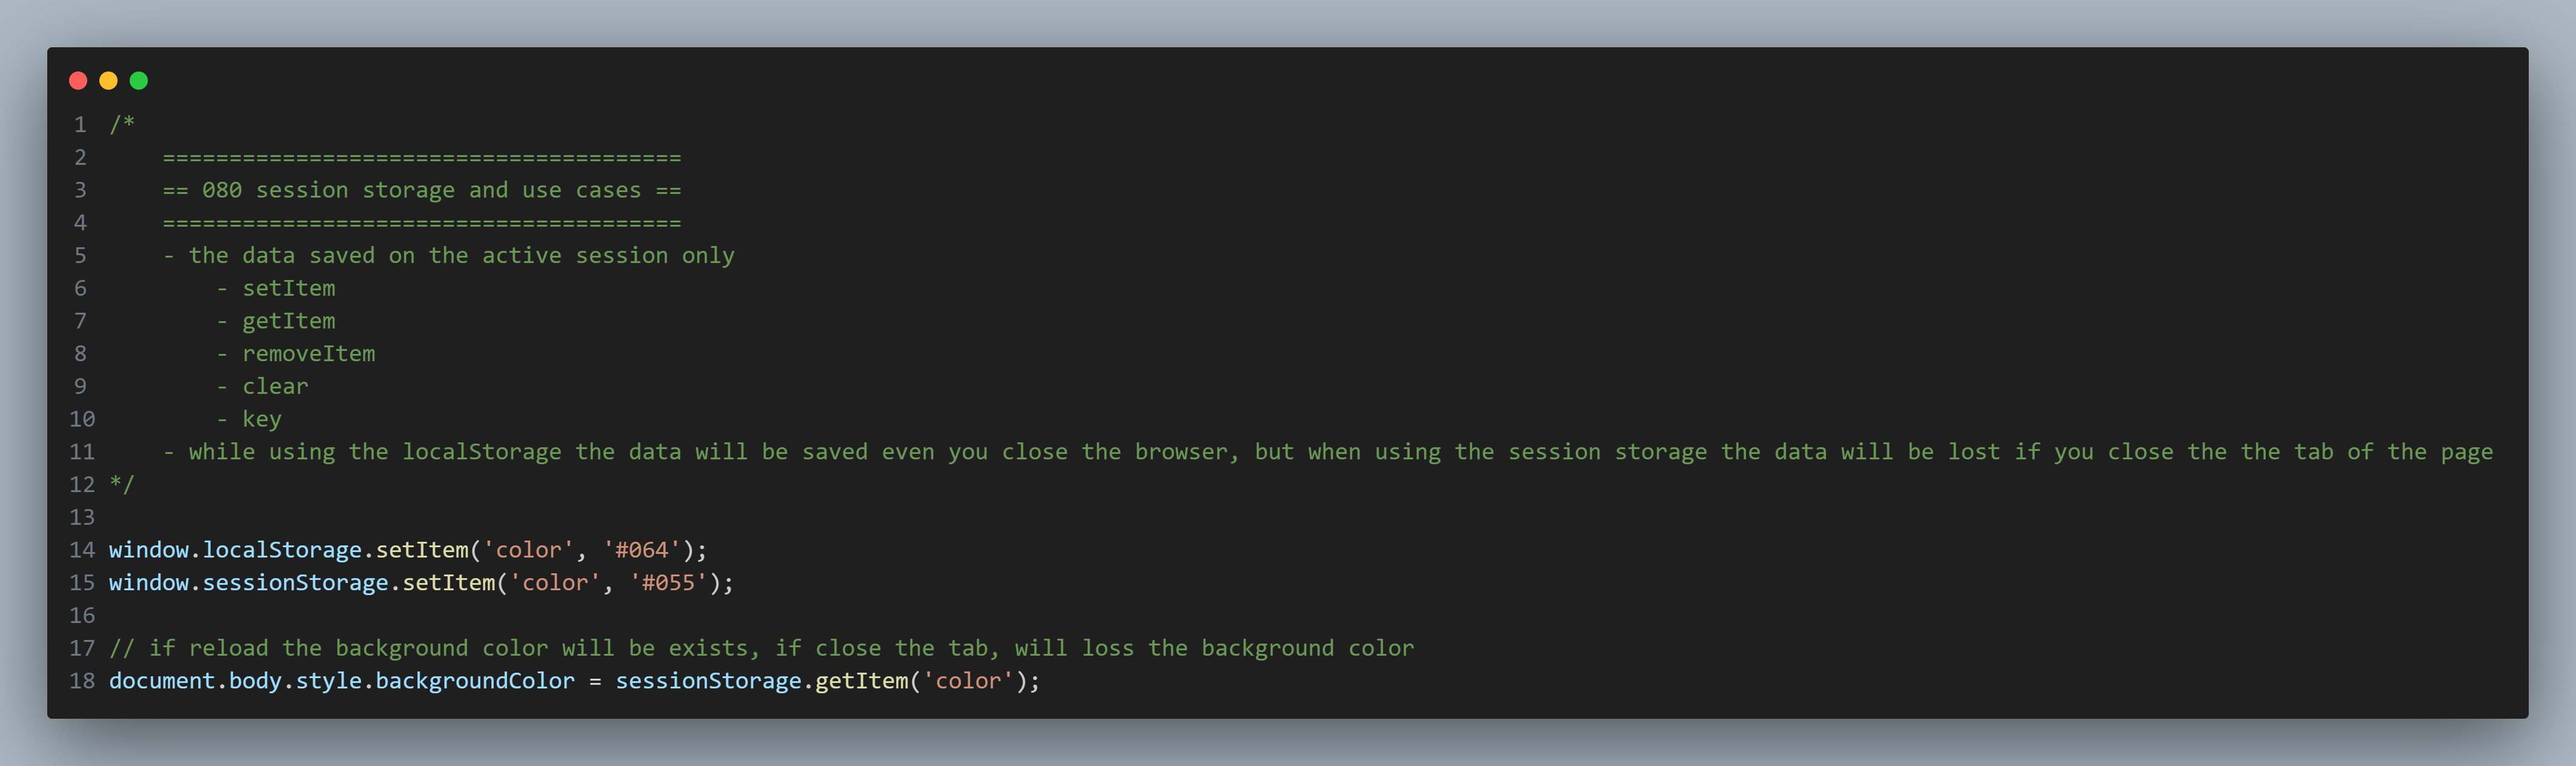 1 /*
2     =======================================
3     == 080 session storage and use cases ==
4     =======================================
5     - the data saved on the active session only
6         - setItem
7         - getItem
8         - removeItem
9         - clear
10         - key
11     - while using the localStorage the data will be saved even you close the browser, but when using the session storage the data will be lost if you close the the tab of the page
12 */
13
14 window.localStorage.setItem('color', '#064');
15 window.sessionStorage.setItem('color', '#055');
16
17 // if reload the background color will be exists, if close the tab, will loss the background color
18 document.body.style.backgroundColor = sessionStorage.getItem('color');